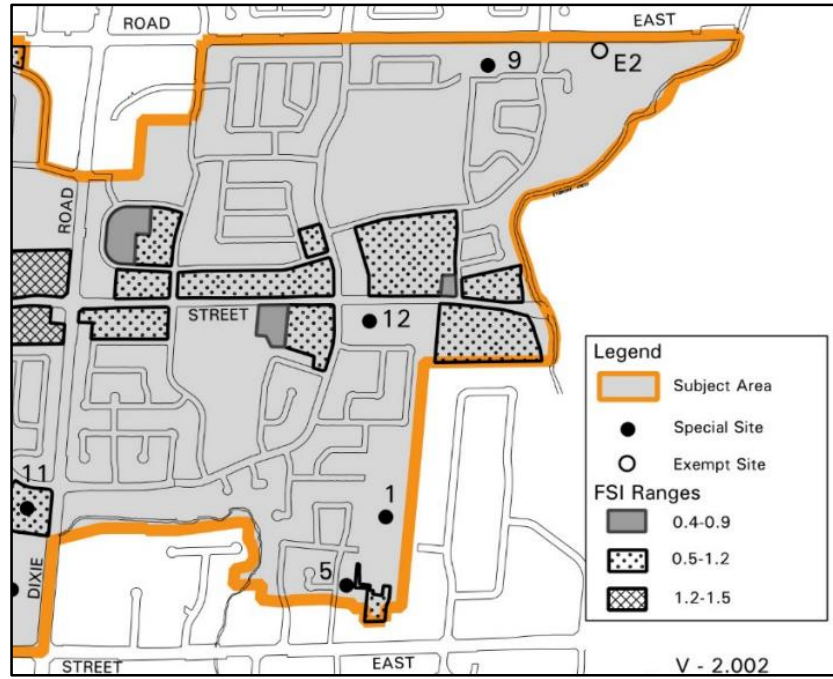 ROAD
EAST
9
E2
ROAD
STREET
12
11
1
5
DIXIE
STREET
EAST
Legend
Subject Area
Special Site
Exempt Site
FSI Ranges
0.4-0.9
0.5-1.2
1.2-1.5
V - 2.002